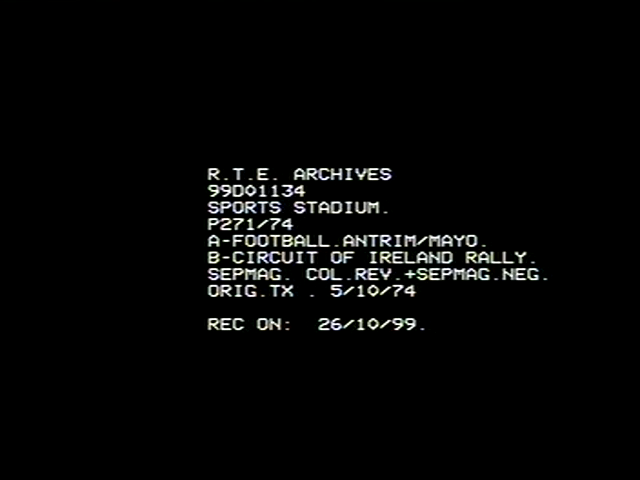 R.T.E. ARCHIVES
99D01134
SPORTS STADIUM.
P271/74
A-FOOTBALL.ANTRIM/MAYO.
B-CIRCUIT OF IRELAND RALLY.
SEPMAG. COL.REV.+SEPMAG.NEG.
ORIG.TX . 5/10/74
REC ON: 26/10/99.